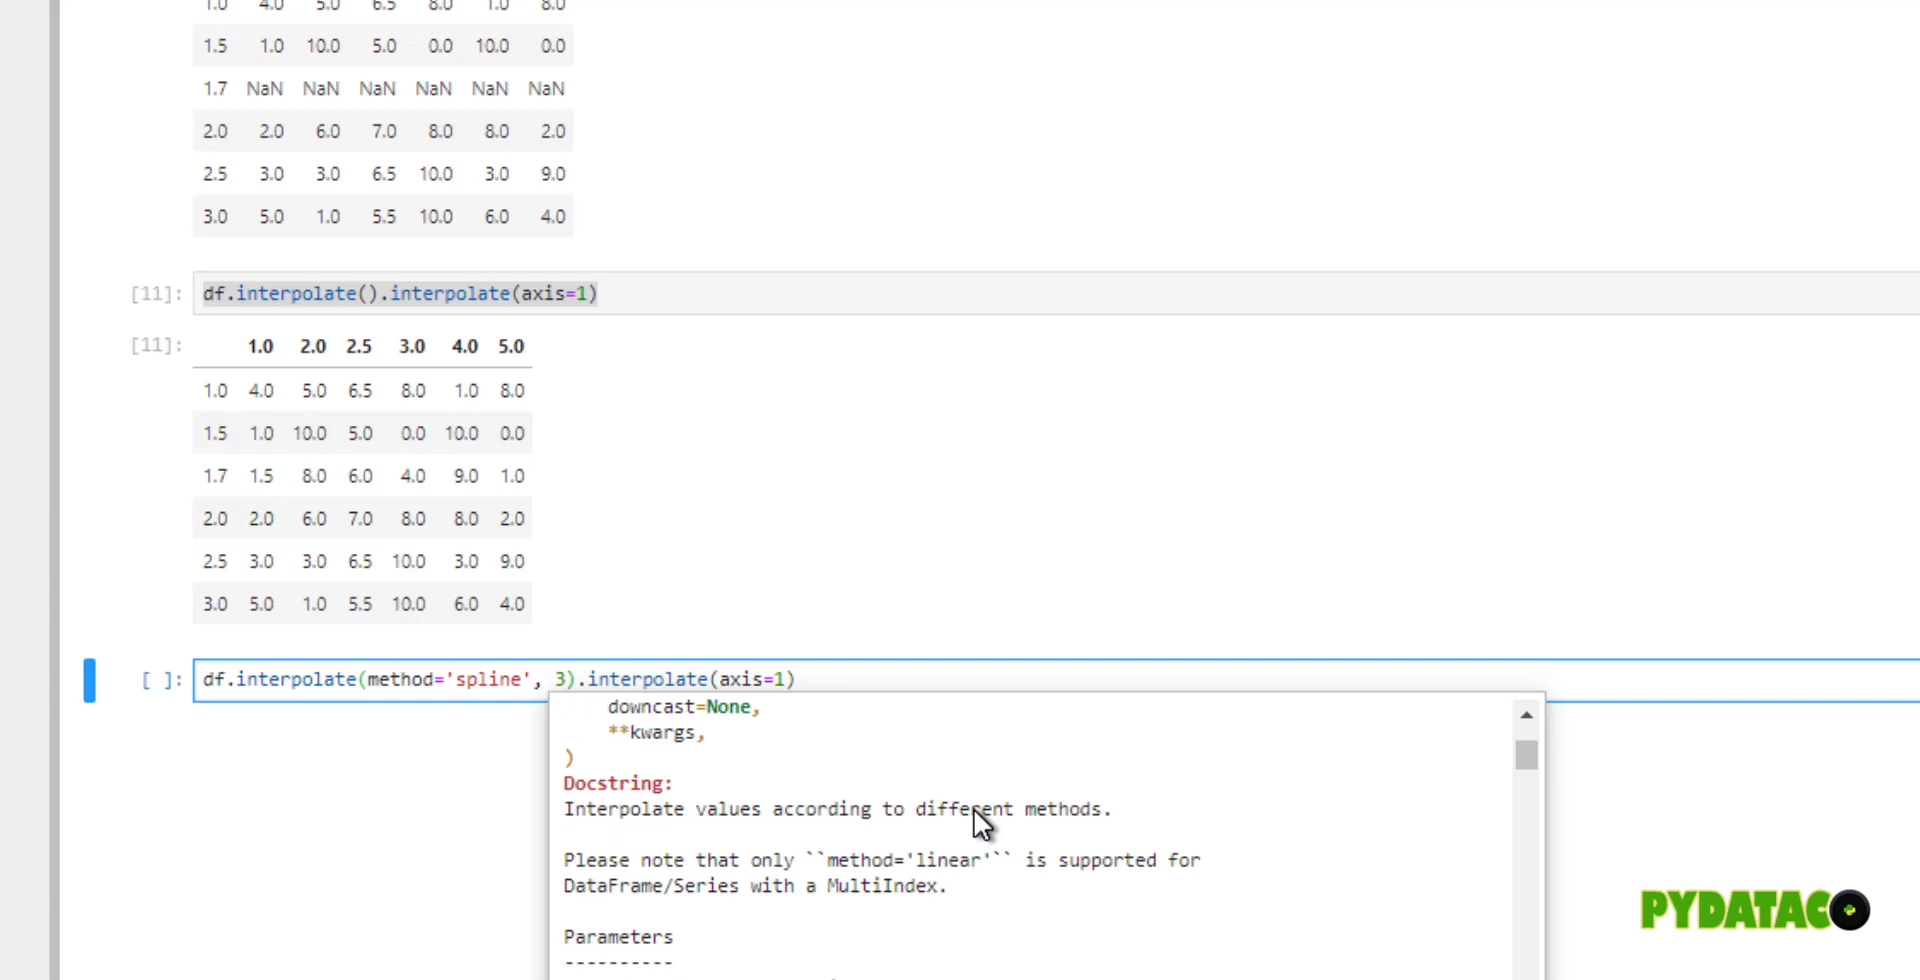 1.0 4.0 5.0 6.5 8.0 1.0 8.0
1.5 1.0 10.0 5.0 0.0 10.0 0.0
1.7 NaN NaN NaN NaN NaN NaN
2.0 2.0 6.0 7.0 8.0 8.0 2.0
2.5 3.0 3.0 6.5 10.0 3.0 9.0
3.0 5.0 1.0 5.5 10.0 6.0 4.0
[11]: df.interpolate().interpolate(axis=1)
[11]: 1.0 2.0 2.5 3.0 4.0 5.0
1.0 4.0 5.0 6.5 8.0 1.0 8.0
1.5 1.0 10.0 5.0 0.0 10.0 0.0
1.7 1.5 8.0 6.0 4.0 9.0 1.0
2.0 2.0 6.0 7.0 8.0 8.0 2.0
2.5 3.0 3.0 6.5 10.0 3.0 9.0
3.0 5.0 1.0 5.5 10.0 6.0 4.0
[ ]: df.interpolate(method='spline', 3).interpolate(axis=1)
downcast=None,
**kwargs,
)
Docstring:
Interpolate values according to different methods.
Please note that only ``method='linear'`` is supported for
DataFrame/Series with a MultiIndex.
Parameters
----------
PYDATACO